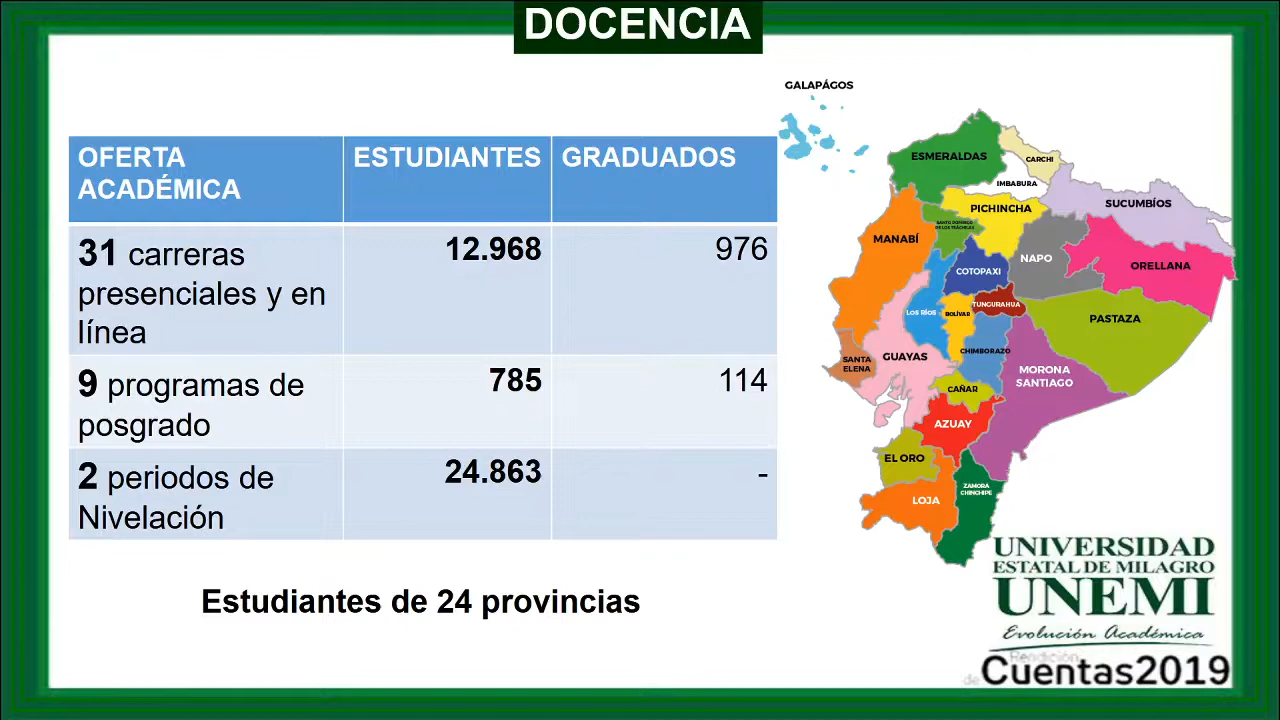 DOCENCIA
OFERTA
ACADÉMICA
ESTUDIANTES
GRADUADOS
31 carreras
presenciales y en
línea
12.968
976
9 programas de
posgrado
785
114
2 periodos de
Nivelación
24.863
-
Estudiantes de 24 provincias
GALAPÁGOS
ESMERALDAS
CARCHI
IMBABURA
SUCUMBÍOS
PICHINCHA
SANTO DOMINGO
DE LOS TSÁCHILAS
MANABÍ
NAPO
ORELLANA
COTOPAXI
TUNGURAHUA
LOS RÍOS
BOLÍVAR
PASTAZA
CHIMBORAZO
GUAYAS
SANTA
ELENA
MORONA
SANTIAGO
CAÑAR
AZUAY
EL ORO
ZAMORA
CHINCHIPE
LOJA
UNIVERSIDAD
ESTATAL DE MILAGRO
UNEMI
Evolución Académica
Rendición
de Cuentas2019